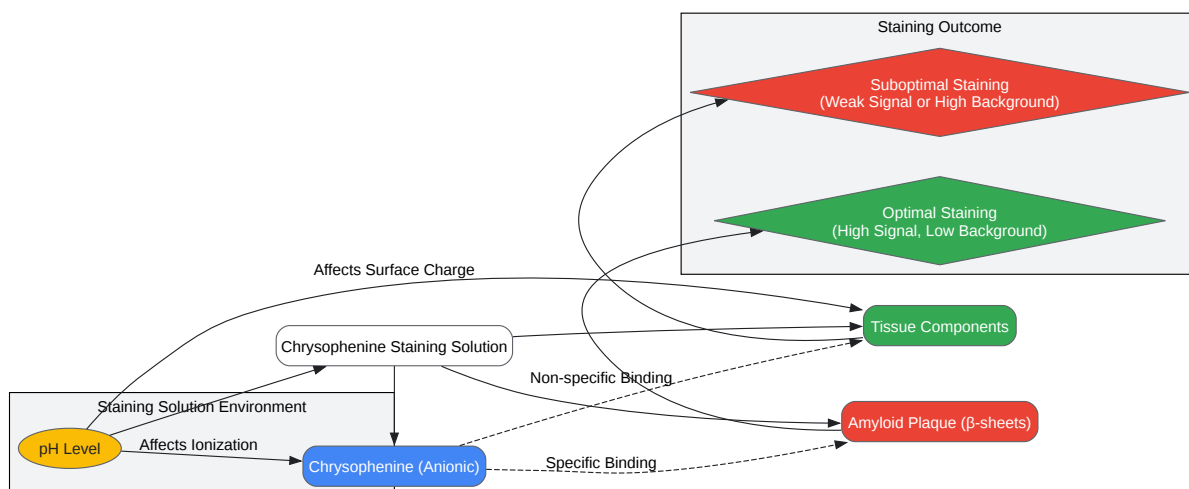 Staining Outcome
Suboptimal Staining
(Weak Signal or High Background)
Optimal Staining
(High Signal, Low Background)
Affects Surface Charge
Tissue Components
Chrysophenine Staining Solution
Non-specific Binding
Staining Solution Environment
Amyloid Plaque (β-sheets)
pH Level
Affects Ionization
Chrysophenine (Anionic)
Specific Binding